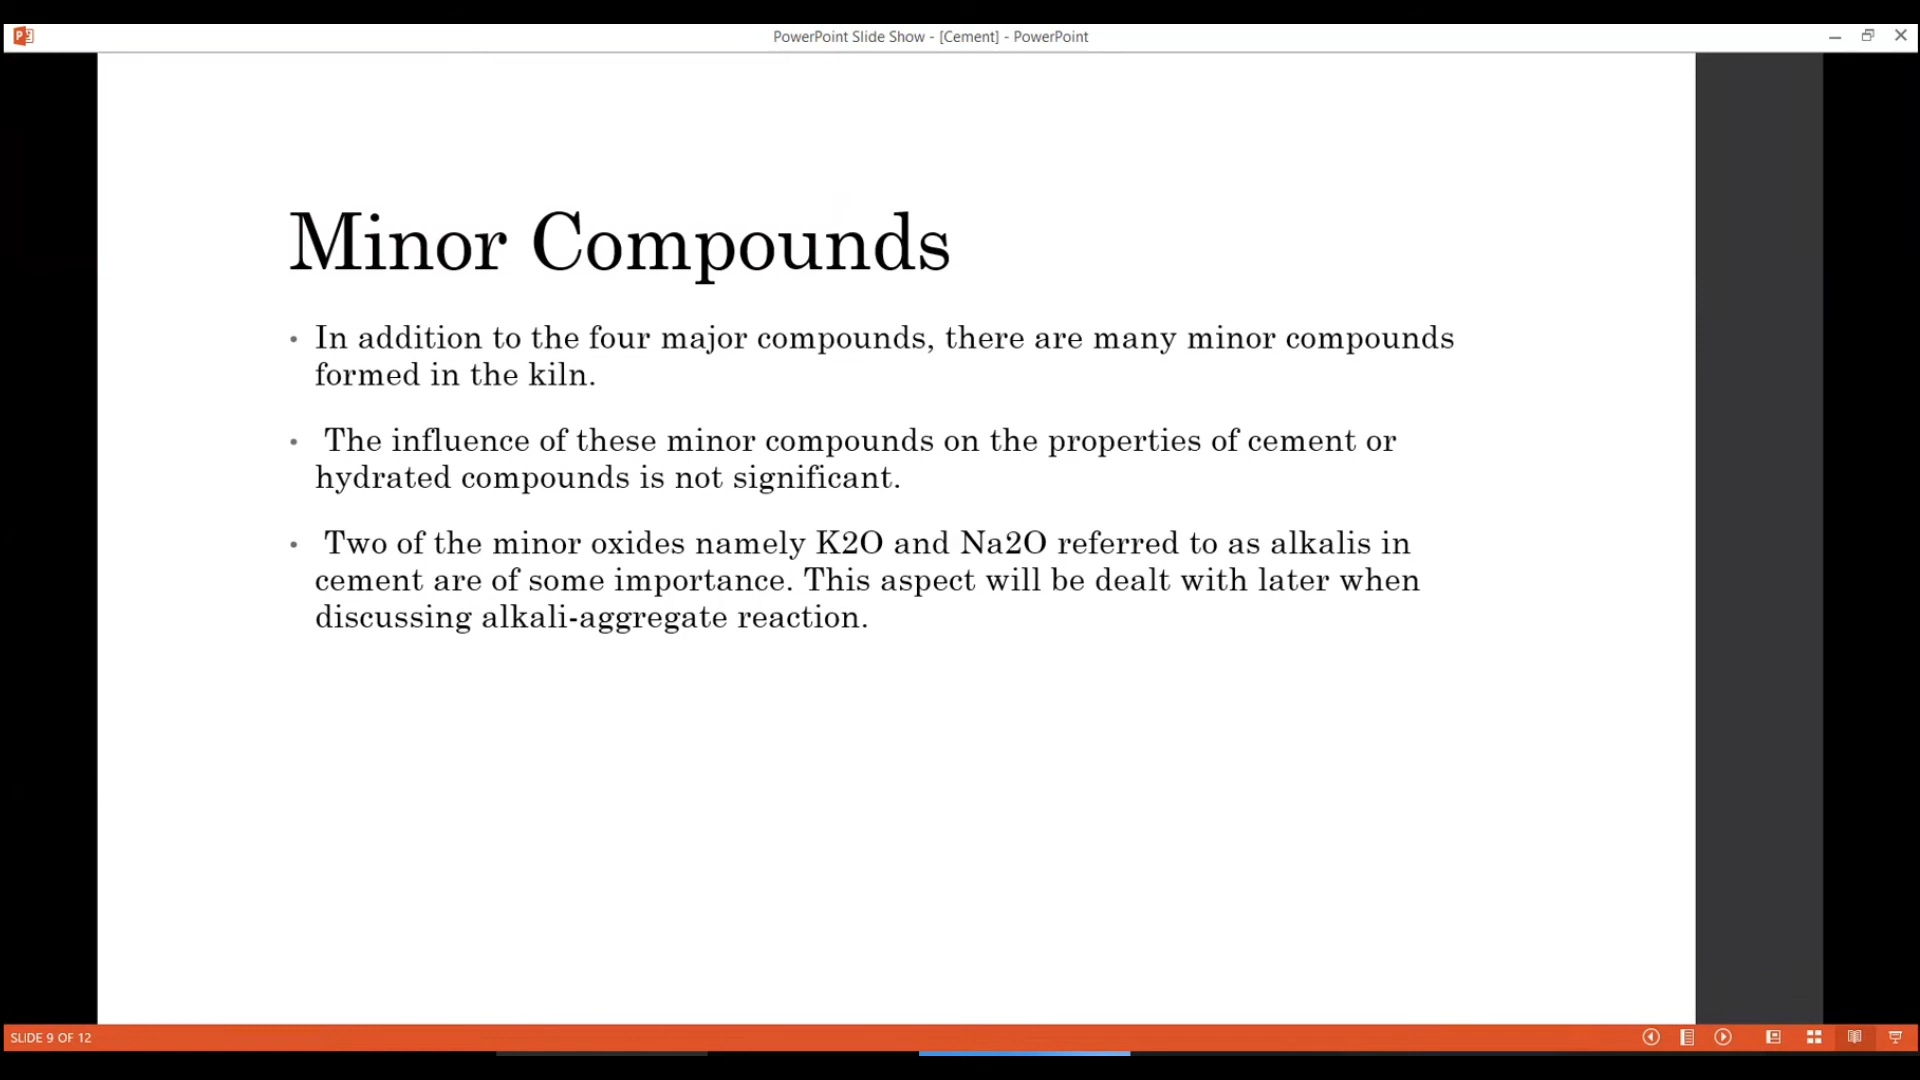 PowerPoint Slide Show - [Cement] - PowerPoint
Minor Compounds
• In addition to the four major compounds, there are many minor compounds
formed in the kiln.
• The influence of these minor compounds on the properties of cement or
hydrated compounds is not significant.
• Two of the minor oxides namely K2O and Na2O referred to as alkalis in
cement are of some importance. This aspect will be dealt with later when
discussing alkali-aggregate reaction.
SLIDE 9 OF 12